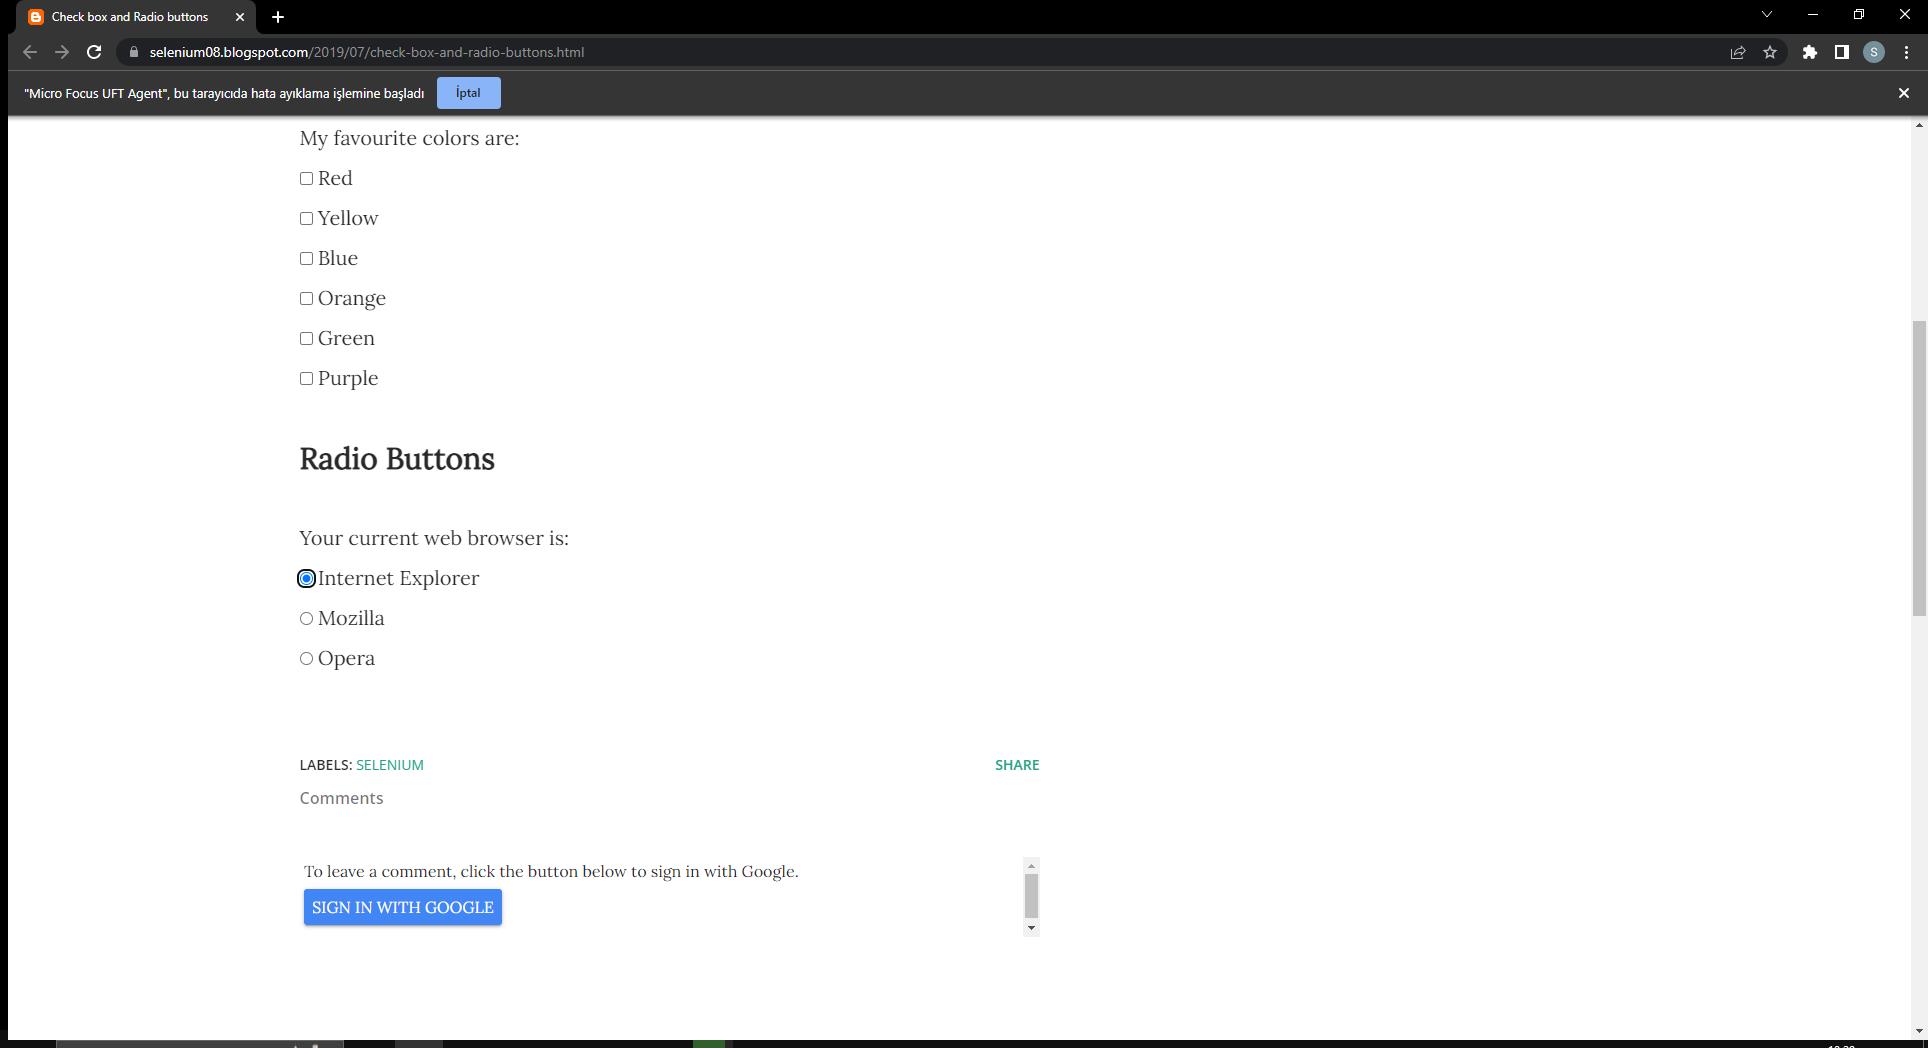 Check box and Radio buttons
selenium08.blogspot.com/2019/07/check-box-and-radio-buttons.html
S
"Micro Focus UFT Agent", bu tarayıcıda hata ayıklama işlemine başladı
İptal
My favourite colors are:
Red
Yellow
Blue
Orange
Green
Purple
Radio Buttons
Your current web browser is:
Internet Explorer
Mozilla
Opera
LABELS: SELENIUM
SHARE
Comments
To leave a comment, click the button below to sign in with Google.
SIGN IN WITH GOOGLE